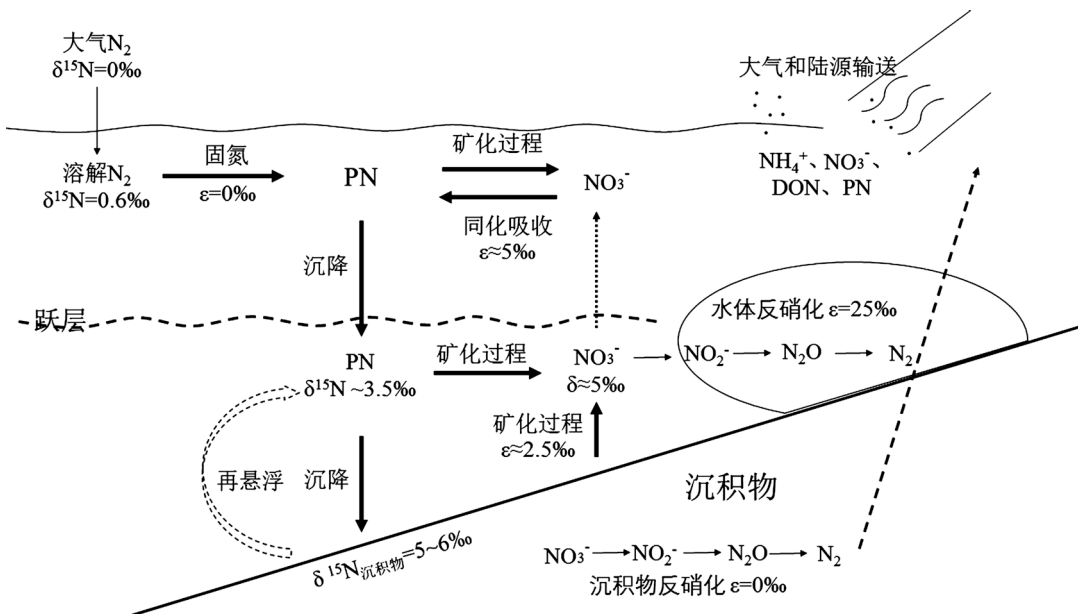 大气N₂
δ¹⁵N=0‰
大气和陆源输送
溶解N₂
δ¹⁵N=0.6‰
固氮
ε=0‰
PN
矿化过程
NO₃⁻
同化吸收
ε≈5‰
NH₄⁺、NO₃⁻、
DON、PN
沉降
跃层
水体反硝化 ε=25‰
PN
δ¹⁵N ~3.5‰
矿化过程
NO₃⁻
δ≈5‰
NO₂⁻
N₂O
N₂
矿化过程
ε≈2.5‰
再悬浮
沉降
沉积物
δ ¹⁵N沉积物=5~6‰
NO₃⁻
NO₂⁻
N₂O
N₂
沉积物反硝化 ε=0‰